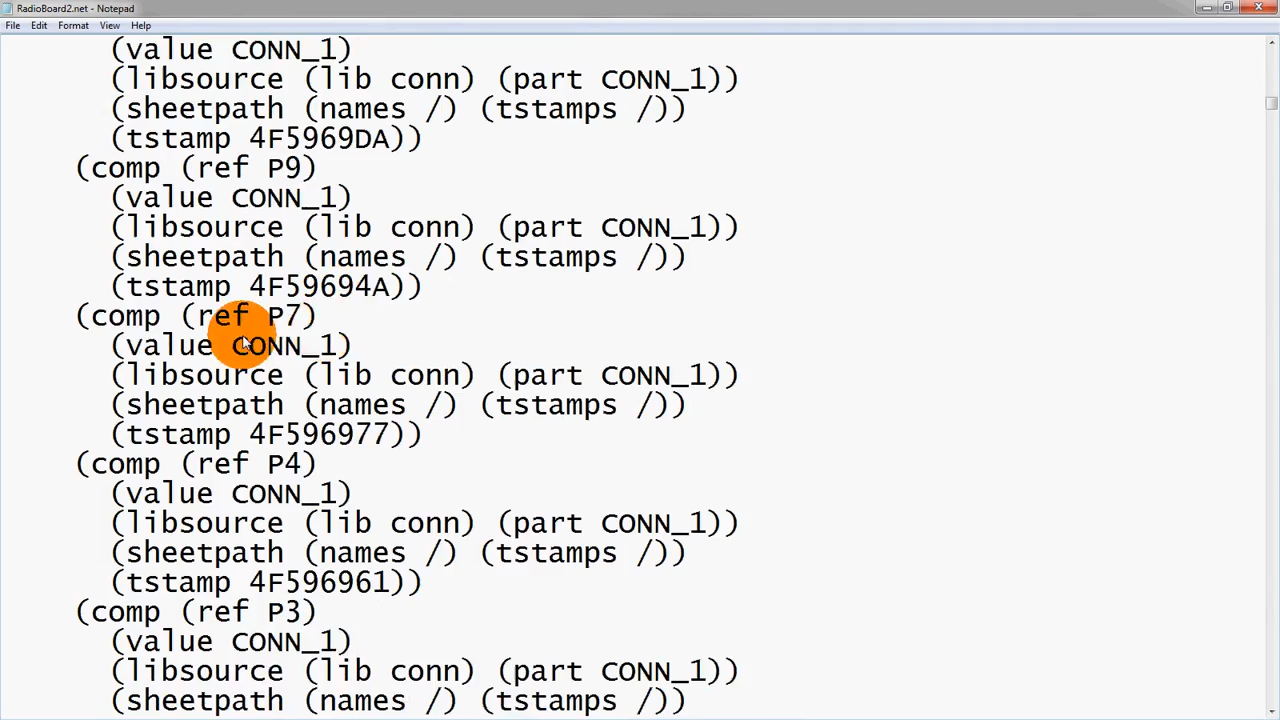 RadioBoard2.net - Notepad
File Edit Format View Help
(value CONN_1)
(libsource (lib conn) (part CONN_1))
(sheetpath (names /) (tstamps /))
(tstamp 4F5969DA))
(comp (ref P9)
(value CONN_1)
(libsource (lib conn) (part CONN_1))
(sheetpath (names /) (tstamps /))
(tstamp 4F59694A))
(comp (ref P7)
(value CONN_1)
(libsource (lib conn) (part CONN_1))
(sheetpath (names /) (tstamps /))
(tstamp 4F596977))
(comp (ref P4)
(value CONN_1)
(libsource (lib conn) (part CONN_1))
(sheetpath (names /) (tstamps /))
(tstamp 4F596961))
(comp (ref P3)
(value CONN_1)
(libsource (lib conn) (part CONN_1))
(sheetpath (names /) (tstamps /))